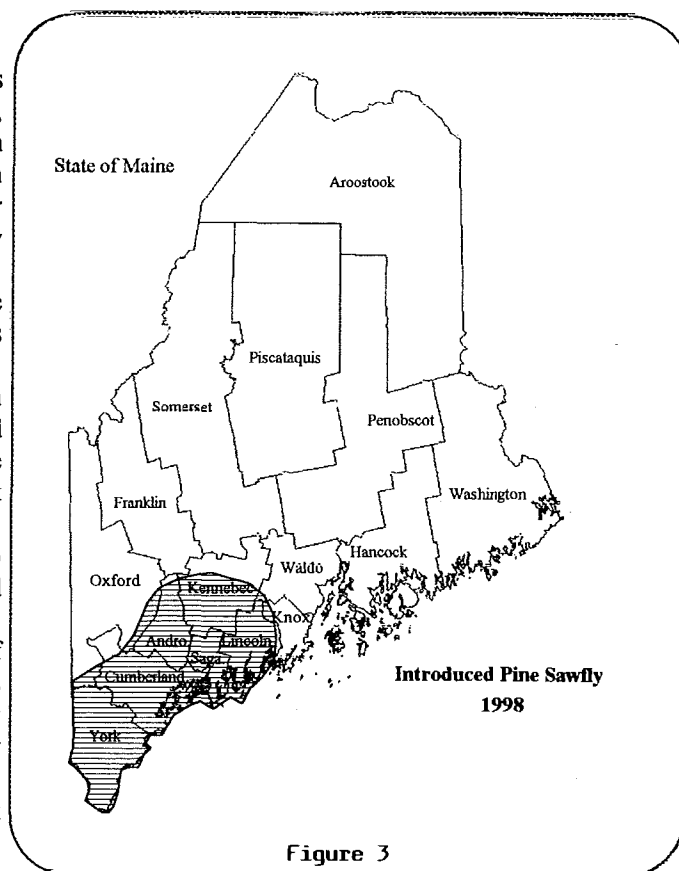 State of Maine
Aroostook
Piscataquis
Somerset
Penobscot
Franklin
Washington
Oxford
Waldo
Hancock
Kennebec
Knox
Andro
Lincoln
Saga
Cumberland
York
Introduced Pine Sawfly
1998
Figure 3